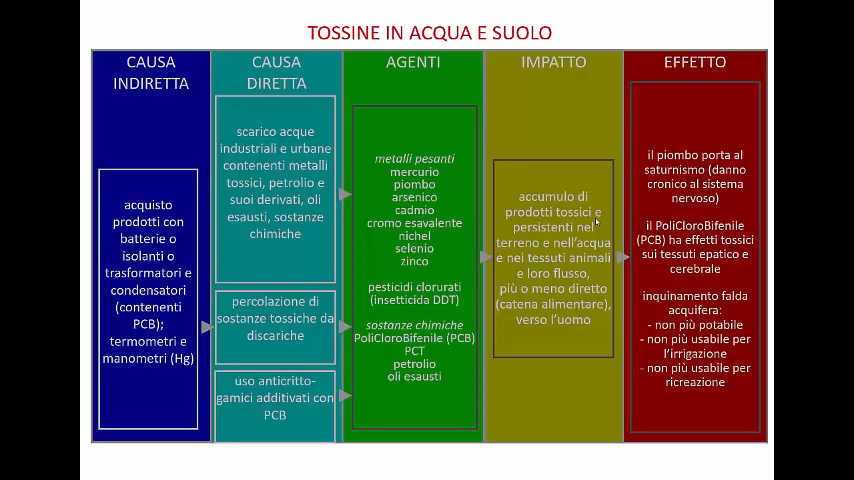 TOSSINE IN ACQUA E SUOLO
CAUSA
INDIRETTA
acquisto
prodotti con
batterie o
isolanti o
trasformatori e
condensatori
(contenenti
PCB);
termometri e
manometri (Hg)
CAUSA
DIRETTA
scarico acque
industriali e urbane
contenenti metalli
tossici, petrolio e
suoi derivati, oli
esausti, sostanze
chimiche
percolazione di
sostanze tossiche da
discariche
uso anticritto-
gamici additivati con
PCB
AGENTI
metalli pesanti
mercurio
piombo
arsenico
cadmio
cromo esavalente
nichel
selenio
zinco
pesticidi clorurati
(insetticida DDT)
sostanze chimiche
PoliCloroBifenile (PCB)
PCT
petrolio
oli esausti
IMPATTO
accumulo di
prodotti tossici e
persistenti nel
terreno e nell'acqua
e nei tessuti animali
e loro flusso,
più o meno diretto
(catena alimentare),
verso l'uomo
EFFETTO
il piombo porta al
saturnismo (danno
cronico al sistema
nervoso)
il PoliCloroBifenile
(PCB) ha effetti tossici
sui tessuti epatico e
cerebrale
inquinamento falda
acquifera:
- non più potabile
- non più usabile per
l'irrigazione
- non più usabile per
ricreazione